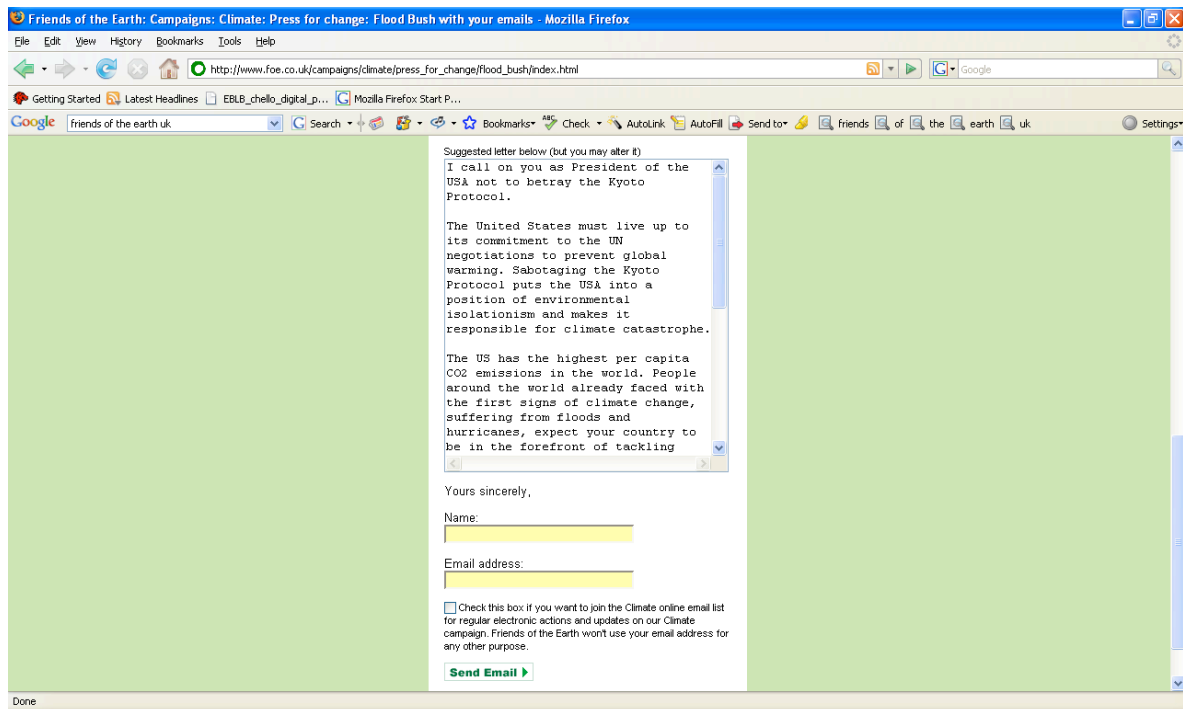 Friends of the Earth: Campaigns: Climate: Press for change: Flood Bush with your emails - Mozilla Firefox
File Edit View History Bookmarks Tools Help
http://www.foe.co.uk/campaigns/climate/press_for_change/flood_bush/index.html G Google
Getting Started Latest Headlines EBLB_chello_digital_p... G Mozilla Firefox Start P...
Google friends of the earth uk G Search Bookmarks ABC Check AutoLink AutoFill Send to friends of the earth uk Settings
Suggested letter below (but you may alter it)
I call on you as President of the
USA not to betray the Kyoto
Protocol.
The United States must live up to
its commitment to the UN
negotiations to prevent global
warming. Sabotaging the Kyoto
Protocol puts the USA into a
position of environmental
isolationism and makes it
responsible for climate catastrophe.
The US has the highest per capita
CO2 emissions in the world. People
around the world already faced with
the first signs of climate change,
suffering from floods and
hurricanes, expect your country to
be in the forefront of tackling
Yours sincerely,
Name:
Email address:
Check this box if you want to join the Climate online email list
for regular electronic actions and updates on our Climate
campaign. Friends of the Earth won't use your email address for
any other purpose.
Send Email
Done